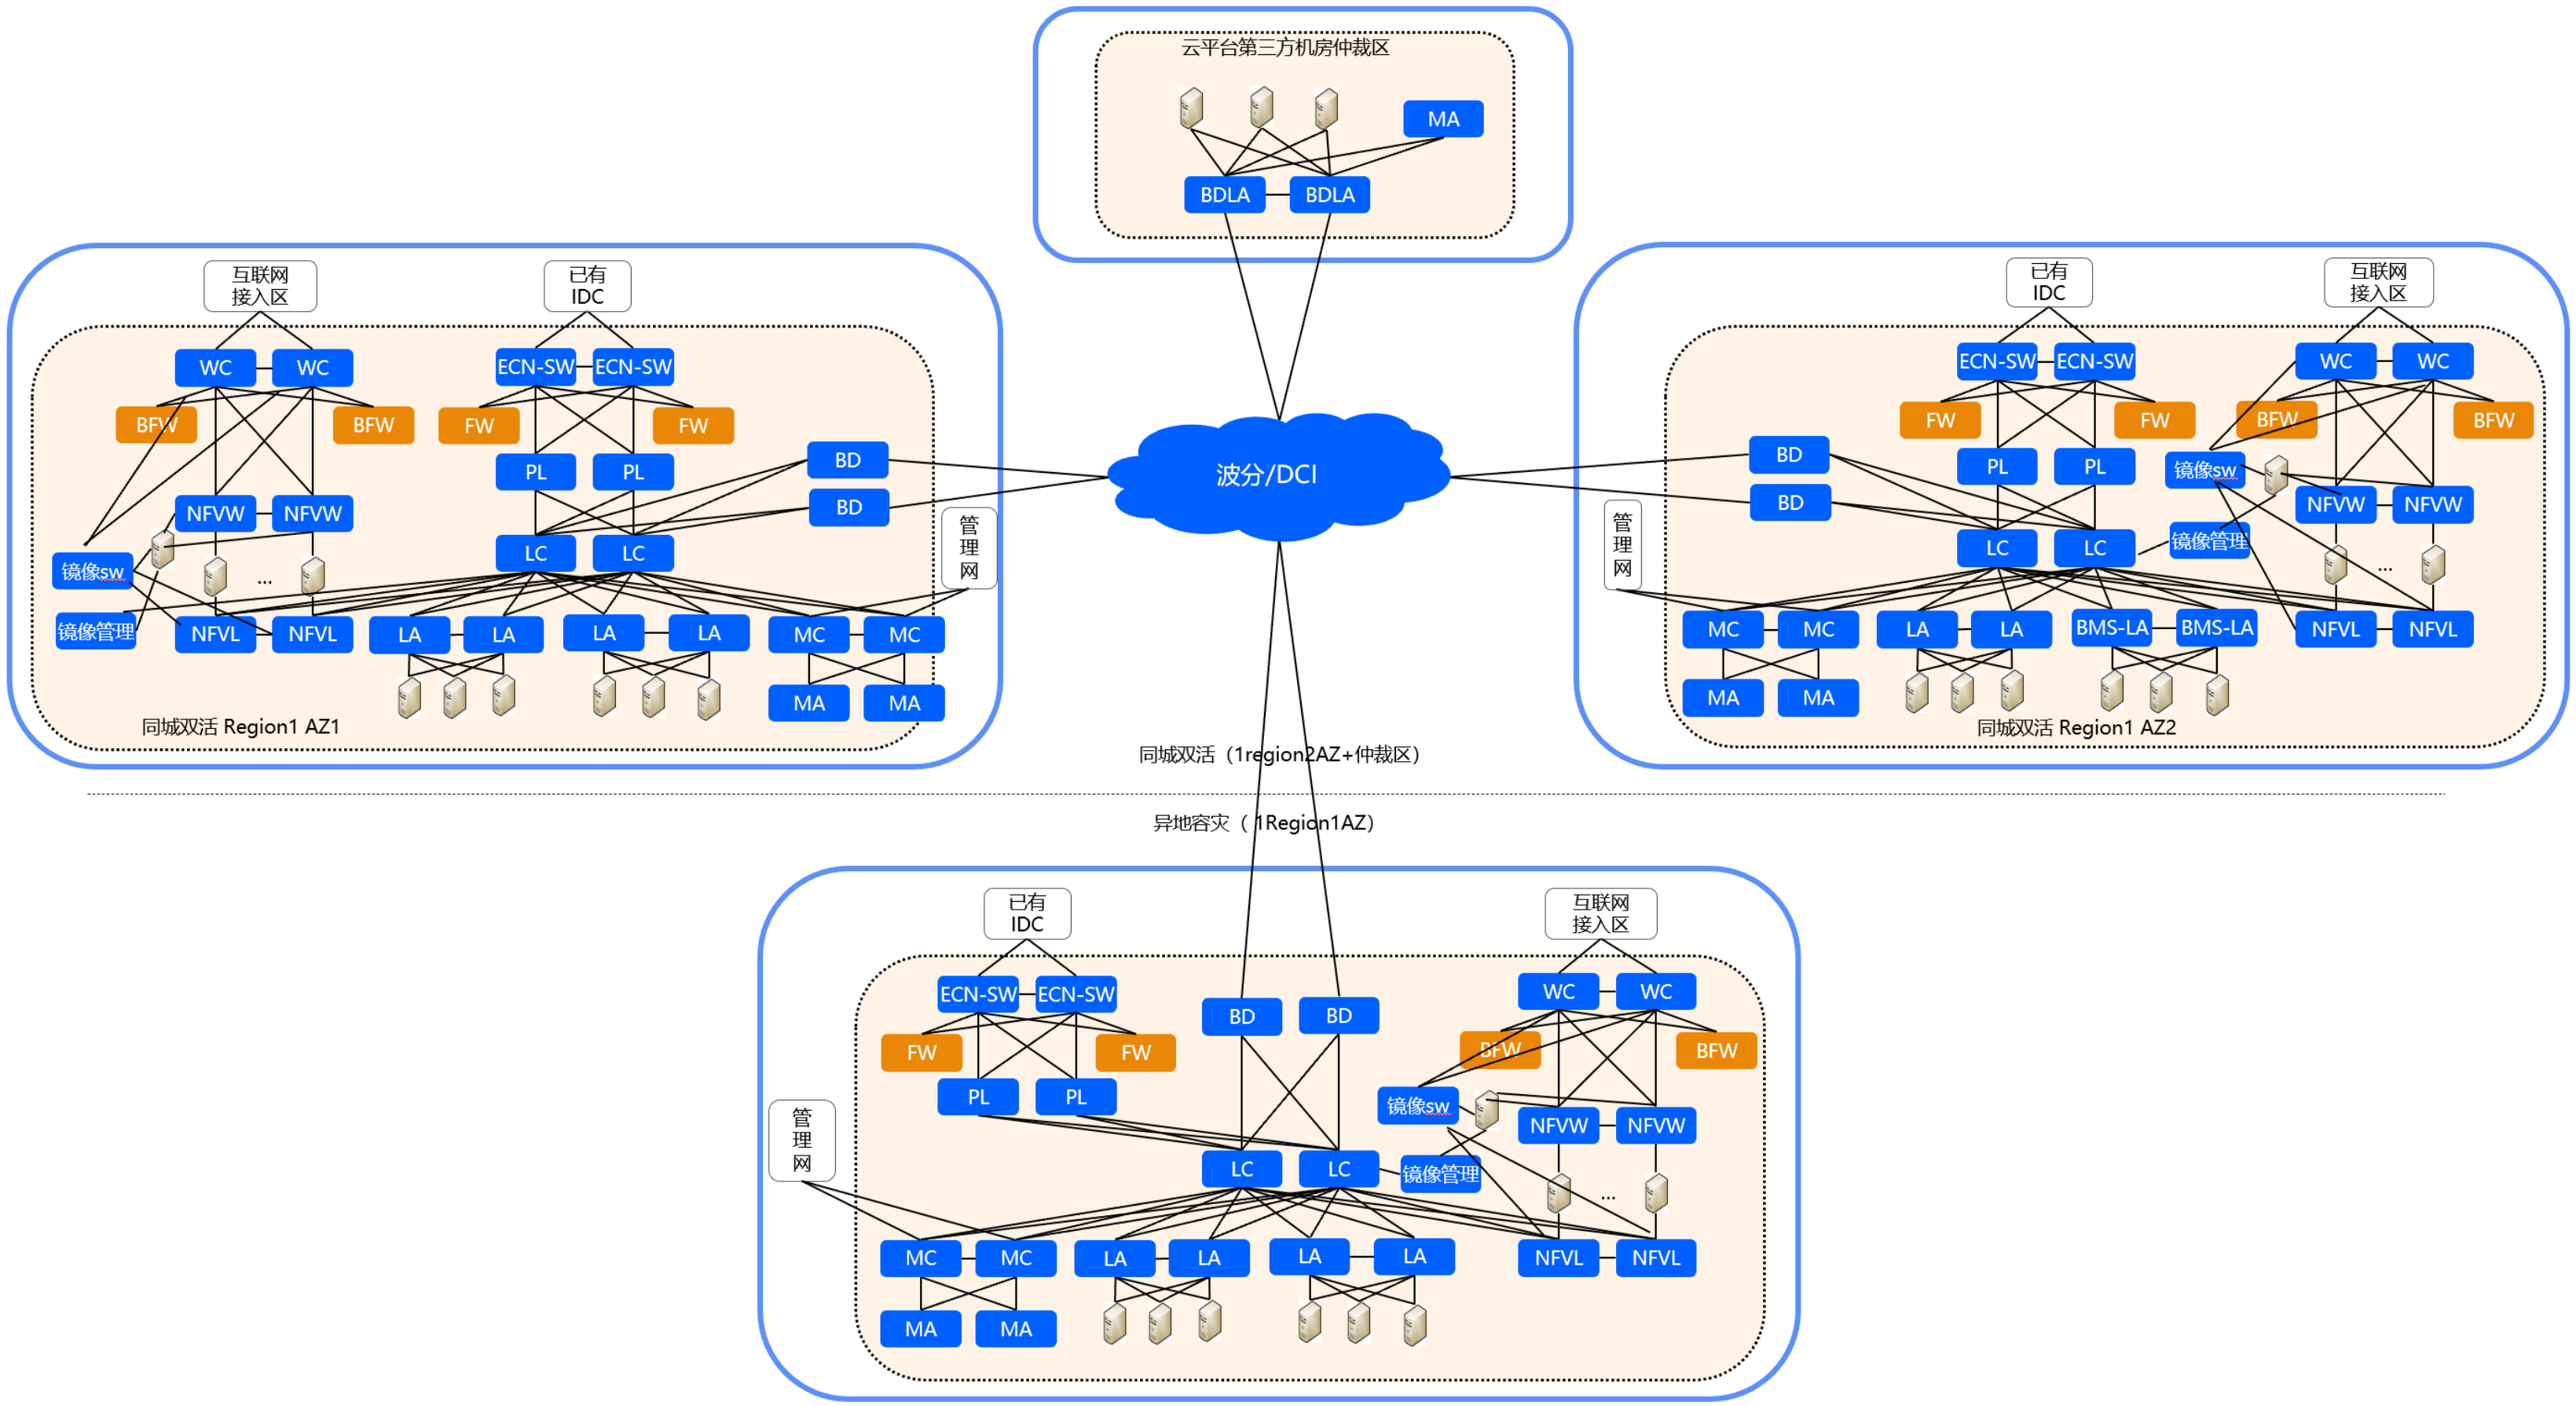 云平台第三方机房仲裁区
MA
BDLA BDLA
互联网
接入区
已有
IDC
WC WC
ECN-SW ECN-SW
BFW BFW
FW FW
PL PL
BD
BD
NFVW NFVW
管
理
网
LC LC
镜像sw
...
镜像管理
NFVL NFVL
LA LA
LA LA
MC MC
MA MA
同城双活 Region1 AZ1
波分/DCI
已有
IDC
互联网
接入区
ECN-SW ECN-SW
WC WC
FW FW
BFW BFW
BD
PL PL
镜像sw
BD
NFVW NFVW
管
理
网
LC LC
镜像管理
...
MC MC
LA LA
BMS-LA BMS-LA
NFVL NFVL
MA MA
同城双活 Region1 AZ2
同城双活（1region2AZ+仲裁区）
异地容灾（ 1Region1AZ）
已有
IDC
互联网
接入区
ECN-SW ECN-SW
BD BD
WC WC
FW FW
BFW BFW
PL PL
镜像sw
管
理
网
NFVW NFVW
LC LC
镜像管理
...
MC MC
LA LA
LA LA
NFVL NFVL
MA MA